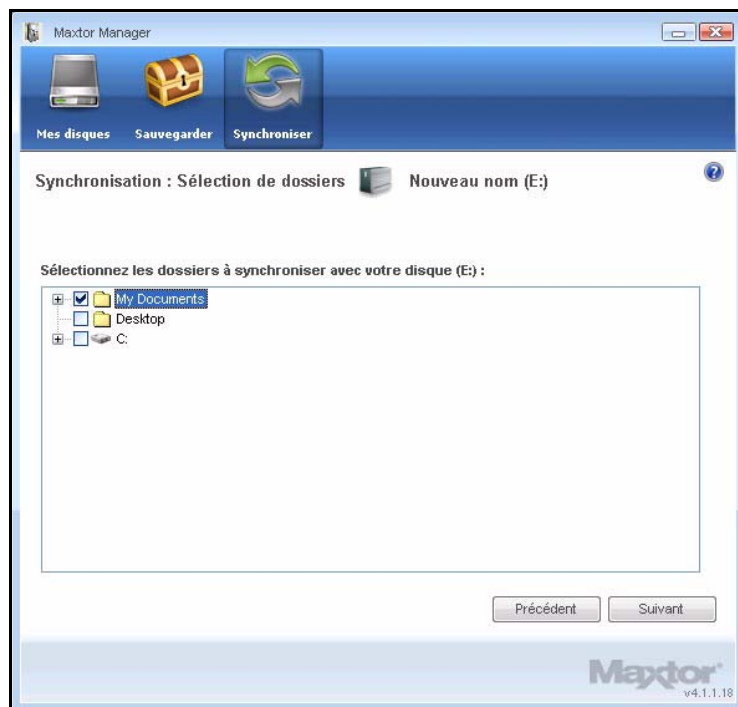 Maxtor Manager
Mes disques Sauvegarder Synchroniser
Synchronisation : Sélection de dossiers Nouveau nom (E:)
Sélectionnez les dossiers à synchroniser avec votre disque (E:) :
My Documents
Desktop
C:
Précédent Suivant
Maxtor
v4.1.1.18